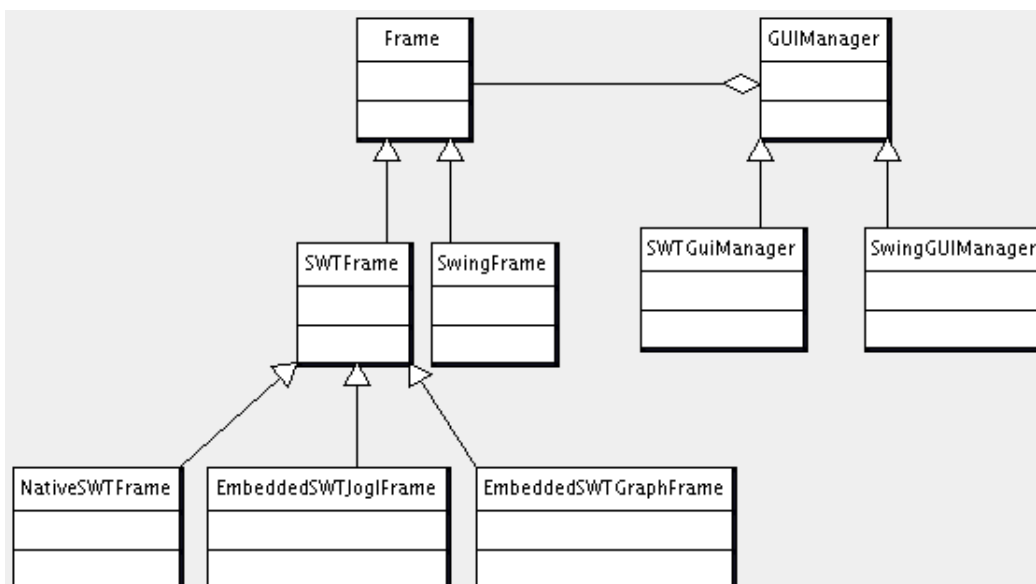 Frame
GUIManager
SWTFrame
SwingFrame
SWTGuiManager
SwingGUIManager
NativeSWTFrame
EmbeddedSWTJoglFrame
EmbeddedSWTGraphFrame